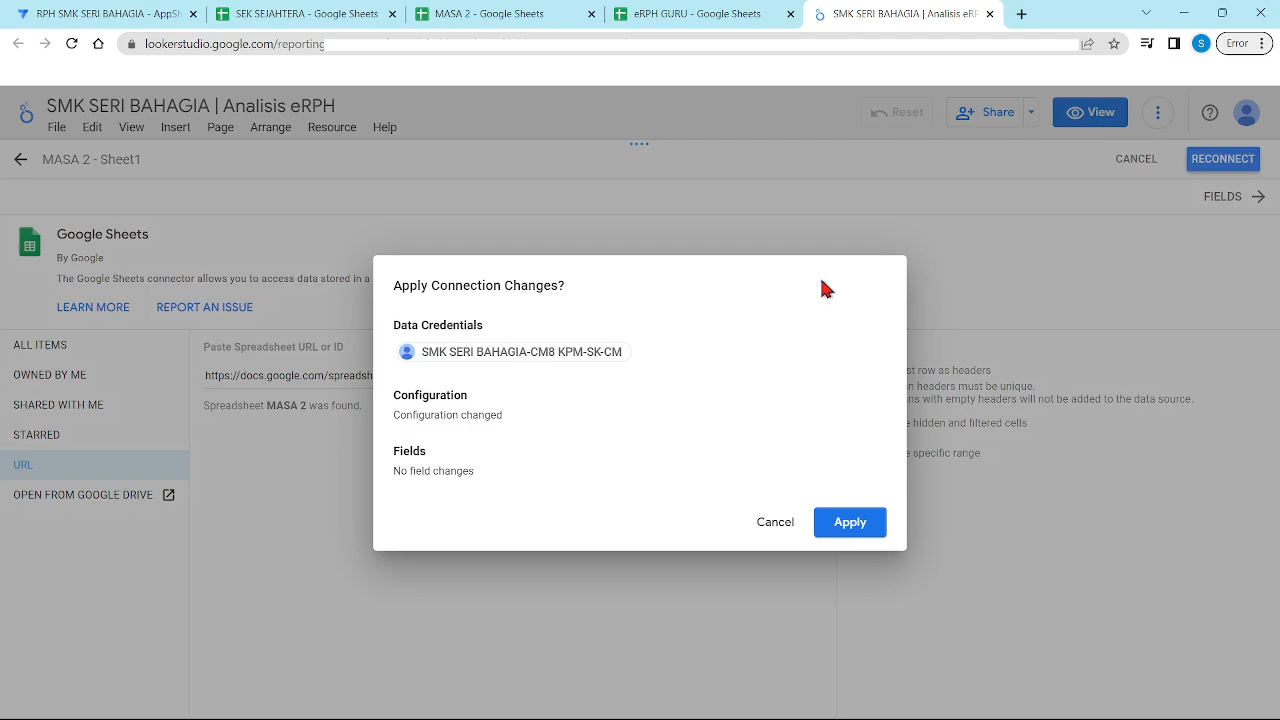 RPH SMK SERI BAHAGIA - AppSh
SEK SEJAHTERA - Google Sheets
MASA 2 - Google Sheets
eRPH GURU - Google Sheets
SMK SERI BAHAGIA | Analisis eRP
lookerstudio.google.com/reporting
S
Error
SMK SERI BAHAGIA | Analisis eRPH
File Edit View Insert Page Arrange Resource Help
Reset
Share
View
MASA 2 - Sheet1
CANCEL
RECONNECT
FIELDS
Google Sheets
By Google
The Google Sheets connector allows you to access data stored in a
LEARN MORE
REPORT AN ISSUE
ALL ITEMS
OWNED BY ME
SHARED WITH ME
STARRED
URL
OPEN FROM GOOGLE DRIVE
Paste Spreadsheet URL or ID
https://docs.google.com/spreadsh
Spreadsheet MASA 2 was found.
Apply Connection Changes?
Data Credentials
SMK SERI BAHAGIA-CM8 KPM-SK-CM
Configuration
Configuration changed
Fields
No field changes
Cancel
Apply
st row as headers
n headers must be unique.
ns with empty headers will not be added to the data source.
e hidden and filtered cells
e specific range